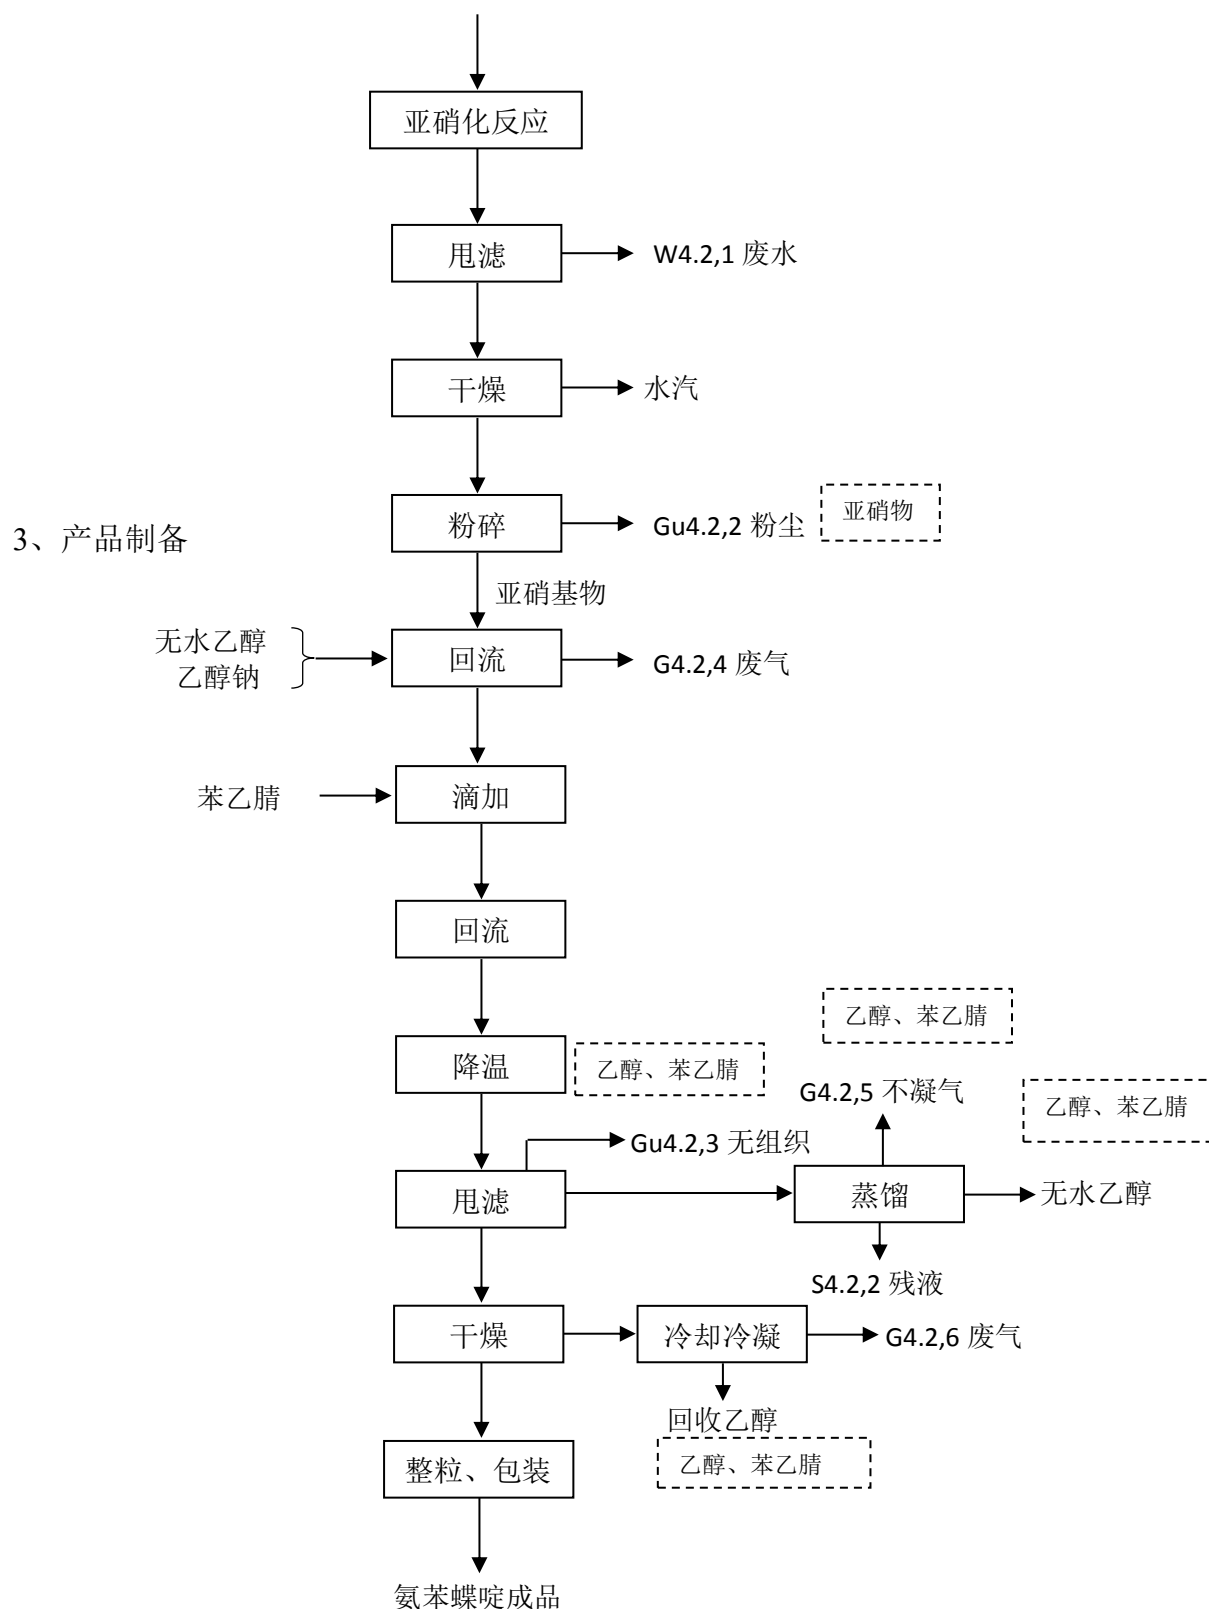 亚硝化反应
甩滤
W4.2,1 废水
干燥
水汽
粉碎
Gu4.2,2 粉尘
亚硝物
3、产品制备
亚硝基物
无水乙醇
乙醇钠
回流
G4.2,4 废气
苯乙腈
滴加
回流
乙醇、苯乙腈
降温
乙醇、苯乙腈
G4.2,5 不凝气
乙醇、苯乙腈
Gu4.2,3 无组织
甩滤
蒸馏
无水乙醇
S4.2,2 残液
干燥
冷却冷凝
G4.2,6 废气
回收乙醇
整粒、包装
乙醇、苯乙腈
氨苯蝶啶成品